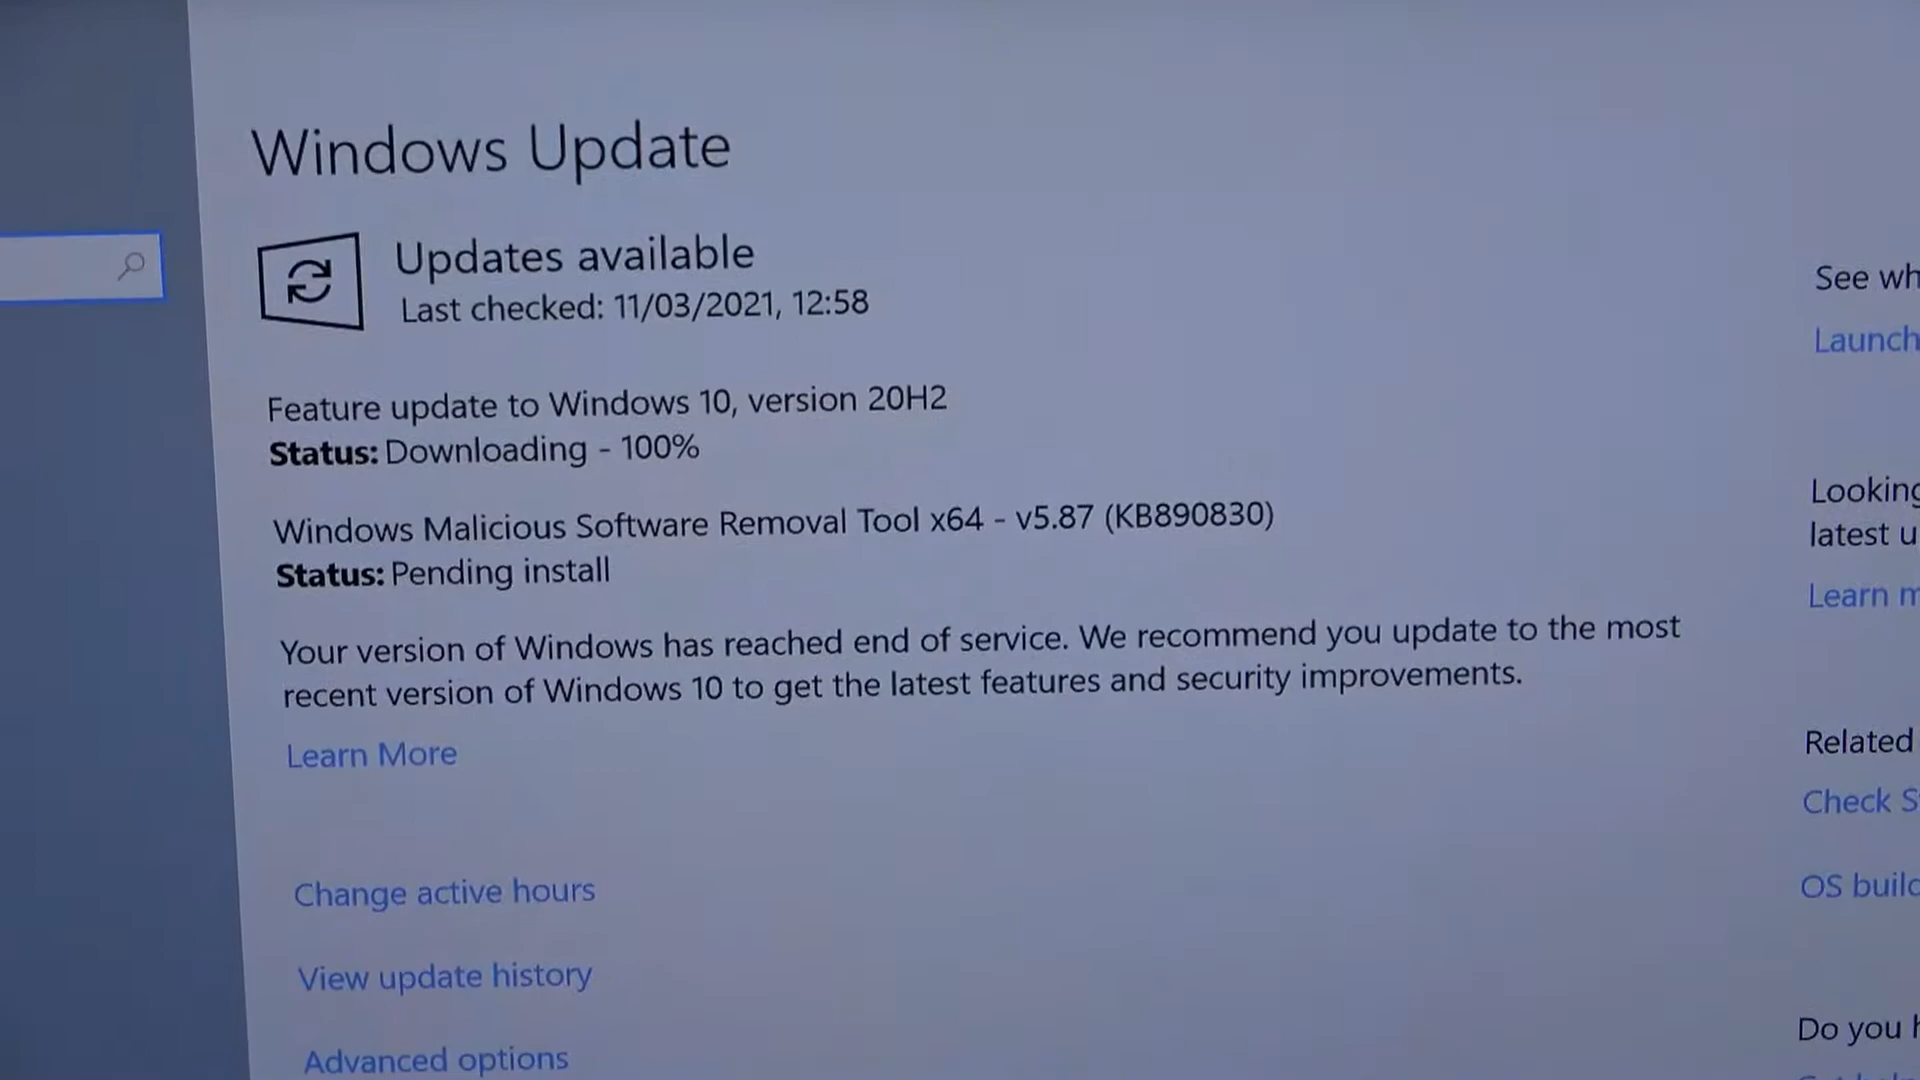 Windows Update
Updates available
Last checked: 11/03/2021, 12:58
Feature update to Windows 10, version 20H2
Status: Downloading - 100%
Windows Malicious Software Removal Tool x64 - v5.87 (KB890830)
Status: Pending install
Your version of Windows has reached end of service. We recommend you update to the most
recent version of Windows 10 to get the latest features and security improvements.
Learn More
Change active hours
View update history
Advanced options
See
Launch
Looking
latest
Learn
Related
Check
OS
Do you